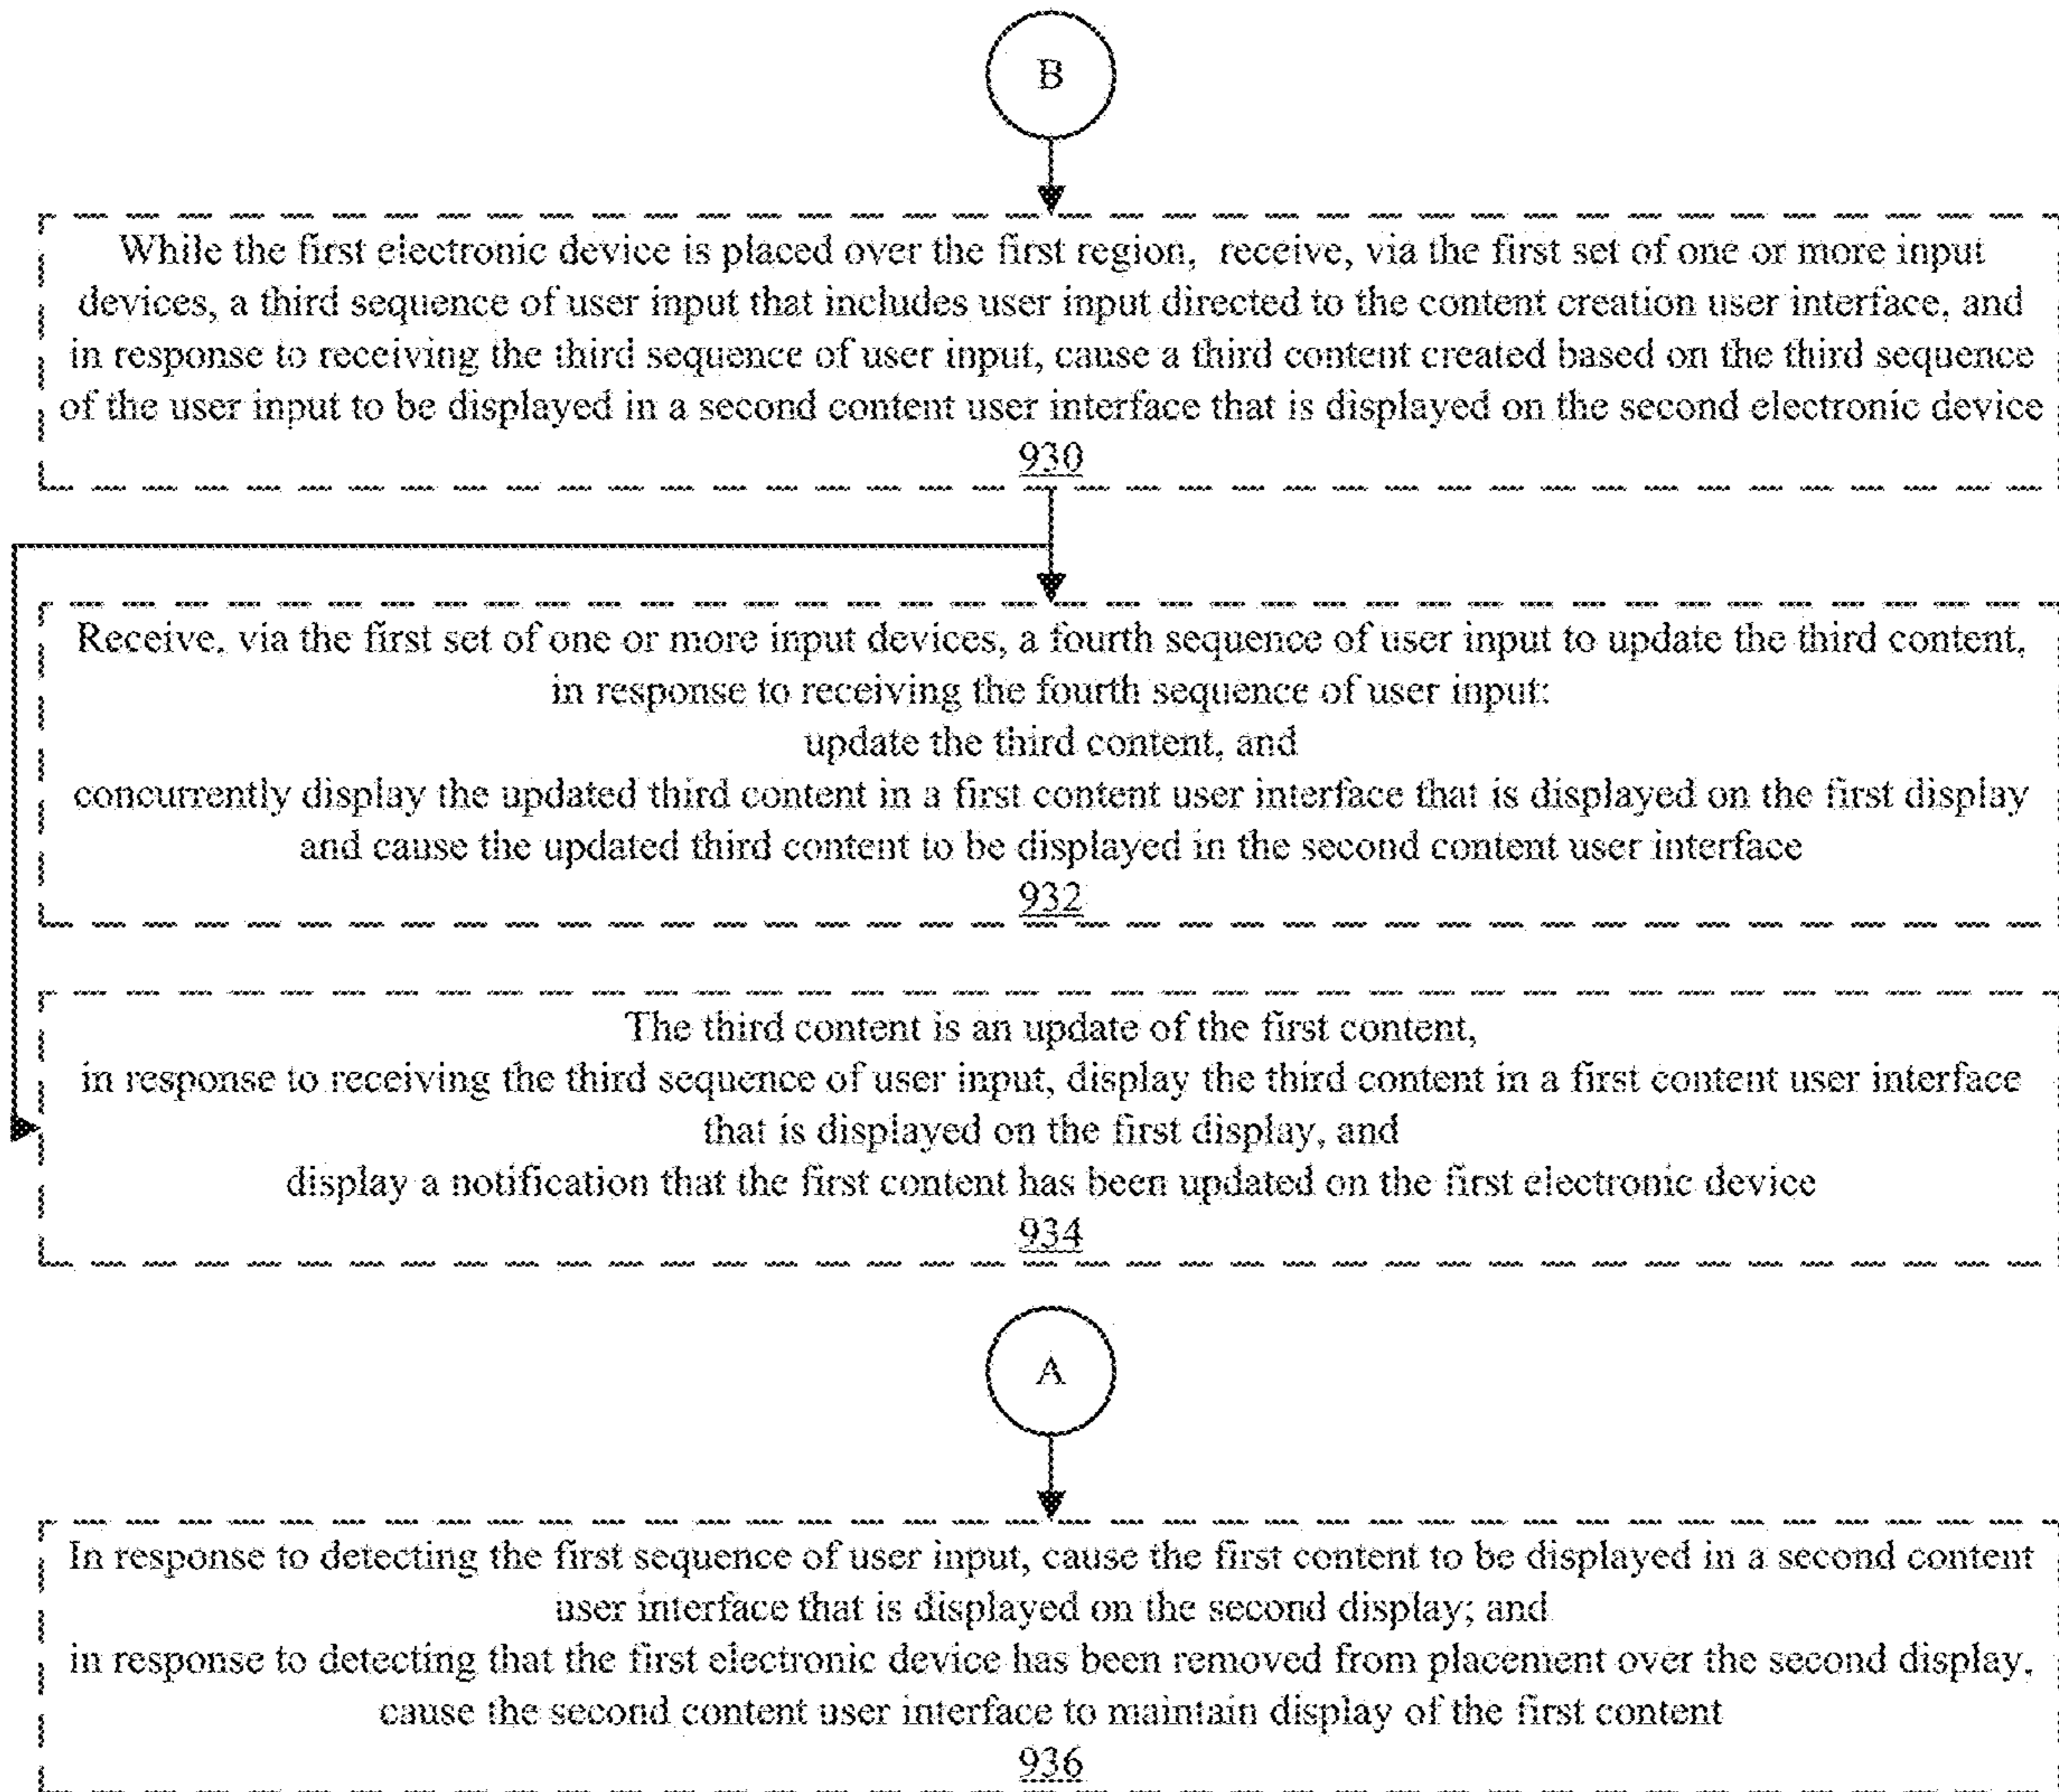 B
While the first electronic device is placed over the first region, receive, via the first set of one or more input
devices, a third sequence of user input that includes user input directed to the content creation user interface, and
in response to receiving the third sequence of user input, cause a third content created based on the third sequence
of the user input to be displayed in a second content user interface that is displayed on the second electronic device
930
Receive, via the first set of one or more input devices, a fourth sequence of user input to update the third content,
in response to receiving the fourth sequence of user input:
update the third content, and
concurrently display the updated third content in a first content user interface that is displayed on the first display
and cause the updated third content to be displayed in the second content user interface
932
The third content is an update of the first content,
in response to receiving the third sequence of user input, display the third content in a first content user interface
that is displayed on the first display, and
display a notification that the first content has been updated on the first electronic device
934
A
In response to detecting the first sequence of user input, cause the first content to be displayed in a second content
user interface that is displayed on the second display; and
in response to detecting that the first electronic device has been removed from placement over the second display,
cause the second content user interface to maintain display of the first content
936